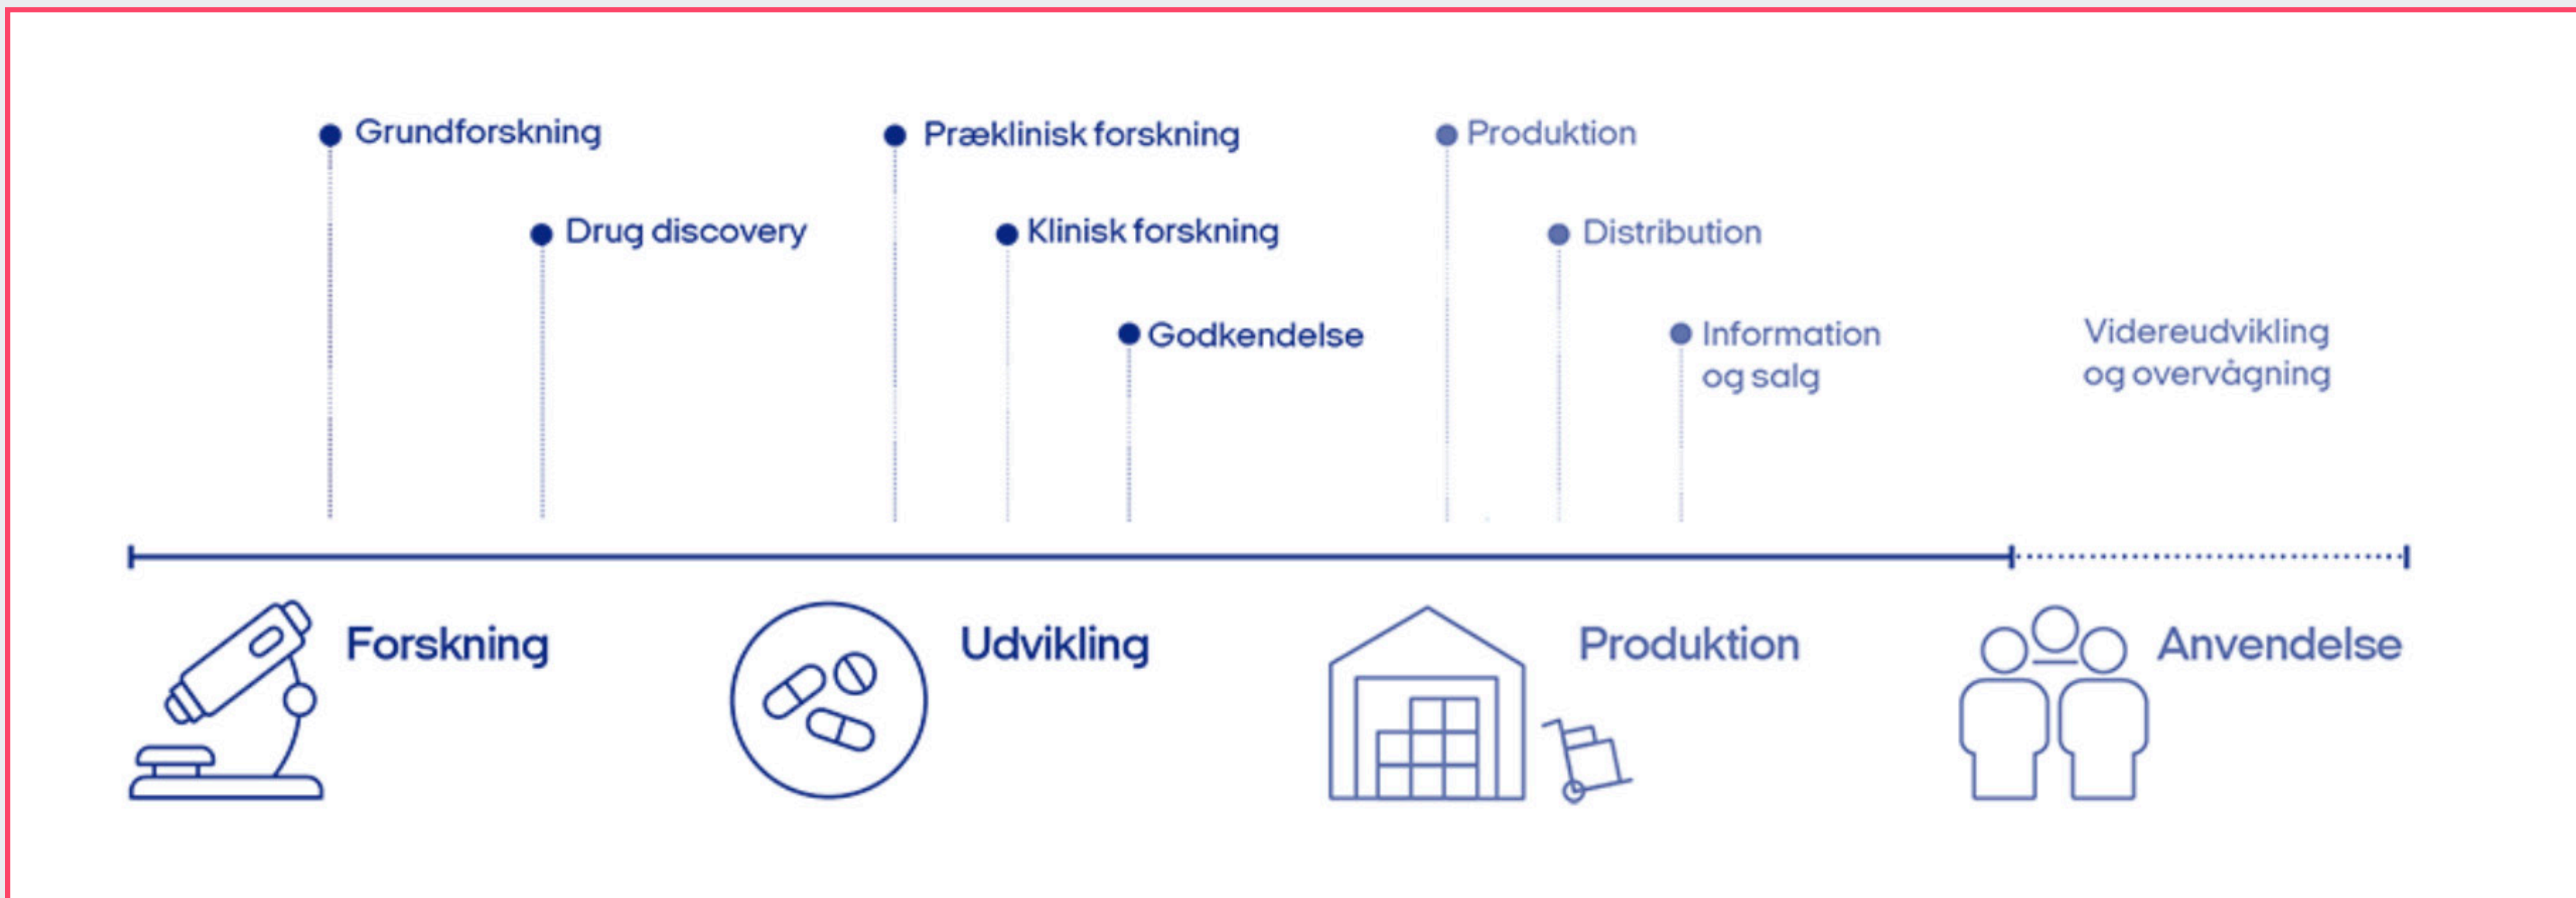 Grundforskning
Drug discovery
Præklinisk forskning
Klinisk forskning
Godkendelse
Produktion
Distribution
Information
og salg
Videreudvikling
og overvågning
Forskning
Udvikling
Produktion
Anvendelse